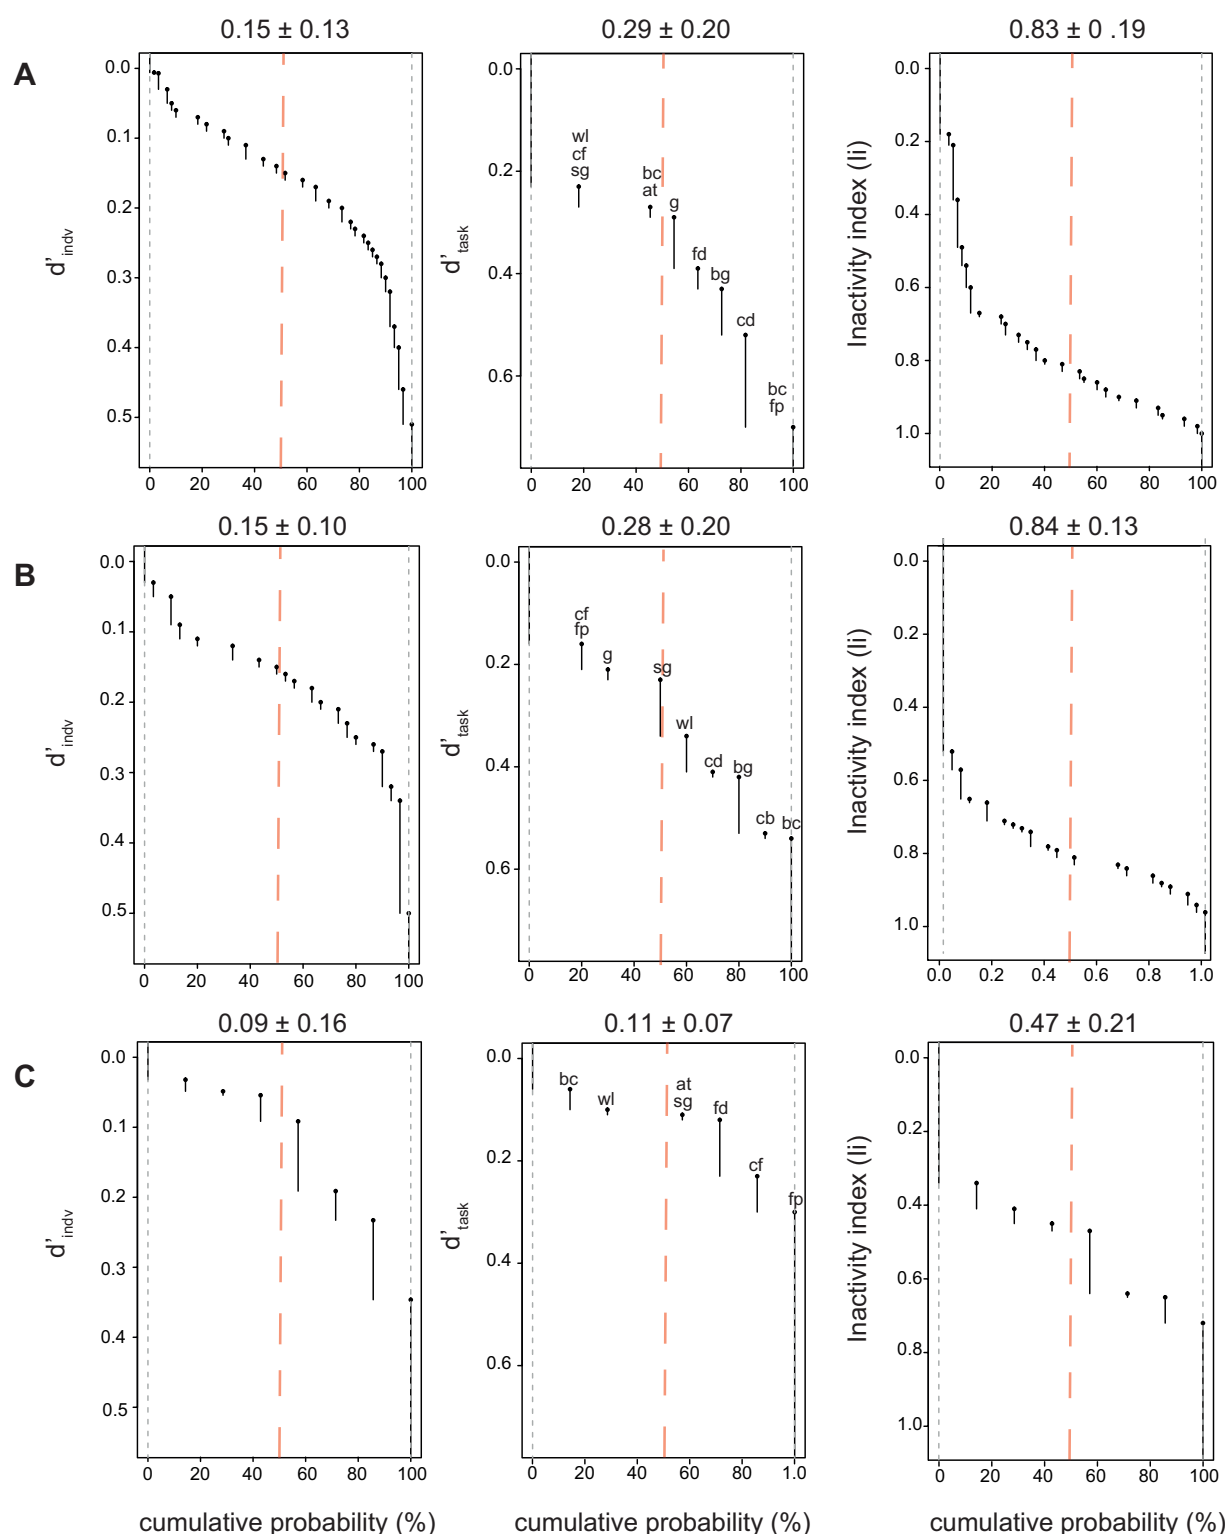 0.15 ± 0.13
0.29 ± 0.20
0.83 ± 0 .19
A
0.0
0.1
0.2
0.3
0.4
0.5
d'indv
0 20 40 60 80 100
0.0
0.2
0.4
0.6
d'task
wl
cf
sg
bc
at
g
fd
bg
cd
bc
fp
0 20 40 60 80 100
0.0
0.2
0.4
0.6
0.8
1.0
Inactivity index (Ii)
0 20 40 60 80 100
0.15 ± 0.10
0.28 ± 0.20
0.84 ± 0.13
B
0.0
0.1
0.2
0.3
0.4
0.5
d'indv
0 20 40 60 80 100
0.0
0.2
0.4
0.6
d'task
cf
fp
g
sg
wl
cd
bg
cb
bc
0 20 40 60 80 100
0.0
0.2
0.4
0.6
0.8
1.0
Inactivity index (Ii)
0.0 0.2 0.4 0.6 0.8 1.0
0.09 ± 0.16
0.11 ± 0.07
0.47 ± 0.21
C
0.0
0.1
0.2
0.3
0.4
0.5
d'indv
0 20 40 60 80 100
0.0
0.2
0.4
0.6
d'task
bc
wl
at
sg
fd
cf
fp
0 20 40 60 80 1.0
0.0
0.2
0.4
0.6
0.8
1.0
Inactivity index (Ii)
0 20 40 60 80 100
cumulative probability (%)
cumulative probability (%)
cumulative probability (%)